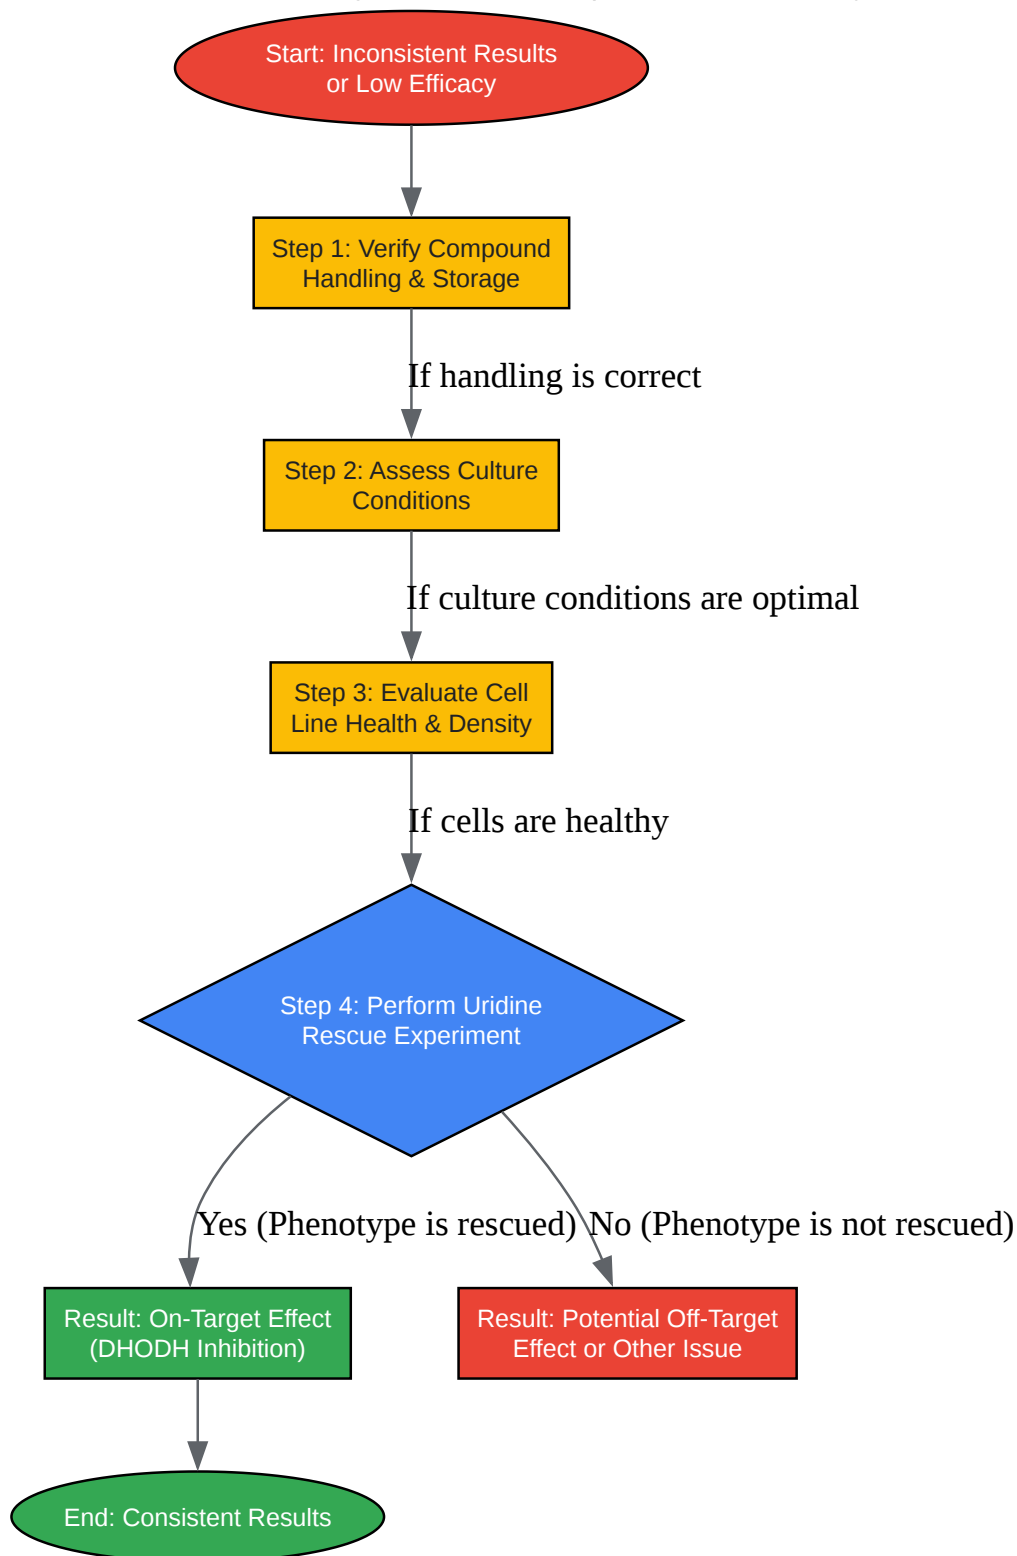 Start: Inconsistent Results
or Low Efficacy
Step 1: Verify Compound
Handling & Storage
If handling is correct
Step 2: Assess Culture
Conditions
If culture conditions are optimal
Step 3: Evaluate Cell
Line Health & Density
If cells are healthy
Step 4: Perform Uridine
Rescue Experiment
Yes (Phenotype is rescued)
No (Phenotype is not rescued)
Result: On-Target Effect
(DHODH Inhibition)
Result: Potential Off-Target
Effect or Other Issue
End: Consistent Results